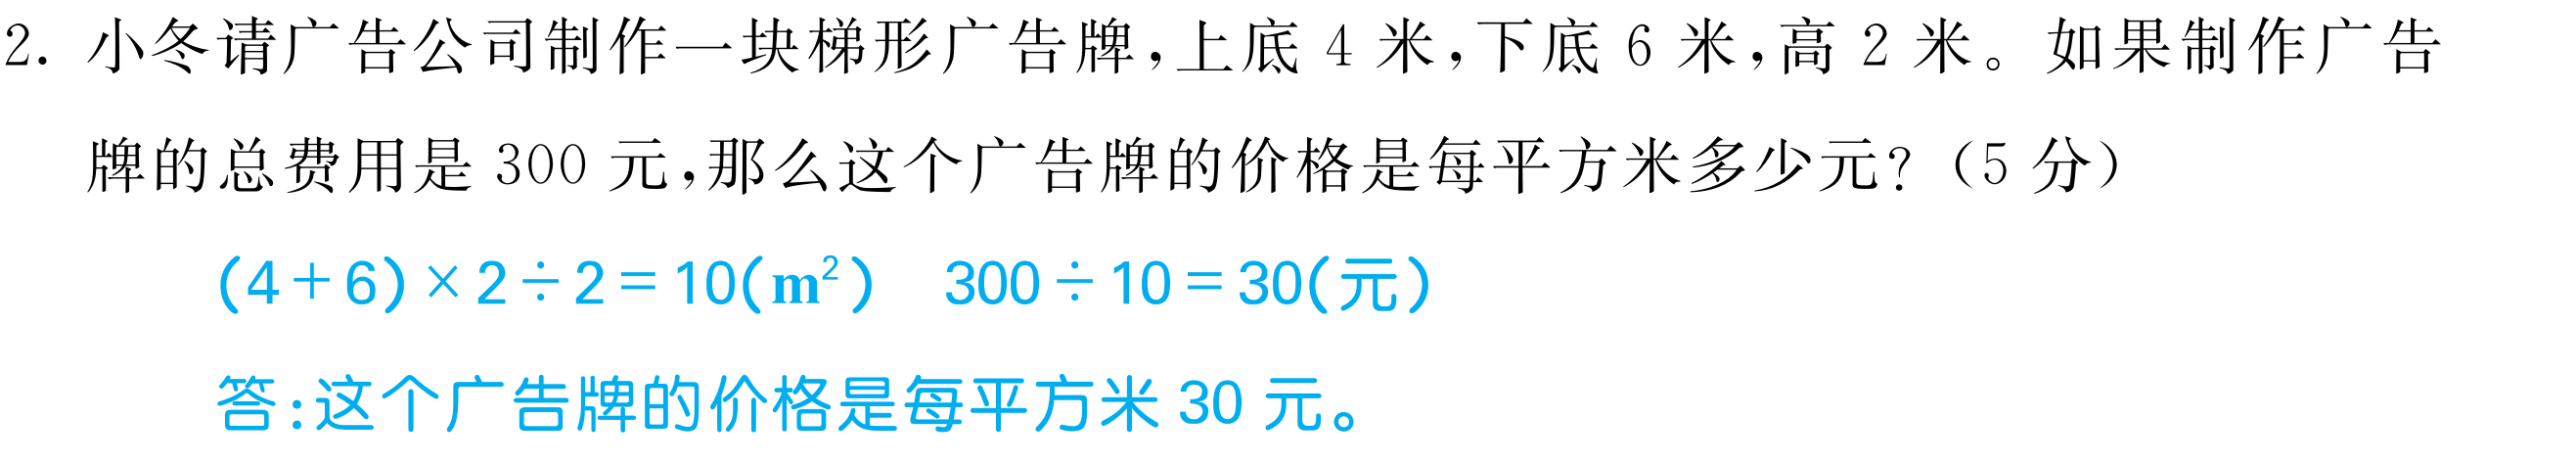 2. 小冬请广告公司制作一块梯形广告牌,上底 4 米,下底 6 米,高 2 米。如果制作广告
牌的总费用是 300 元,那么这个广告牌的价格是每平方米多少元?(5 分)
(4+6)×2÷2=10(m²) 300÷10=30(元)
答:这个广告牌的价格是每平方米 30 元。